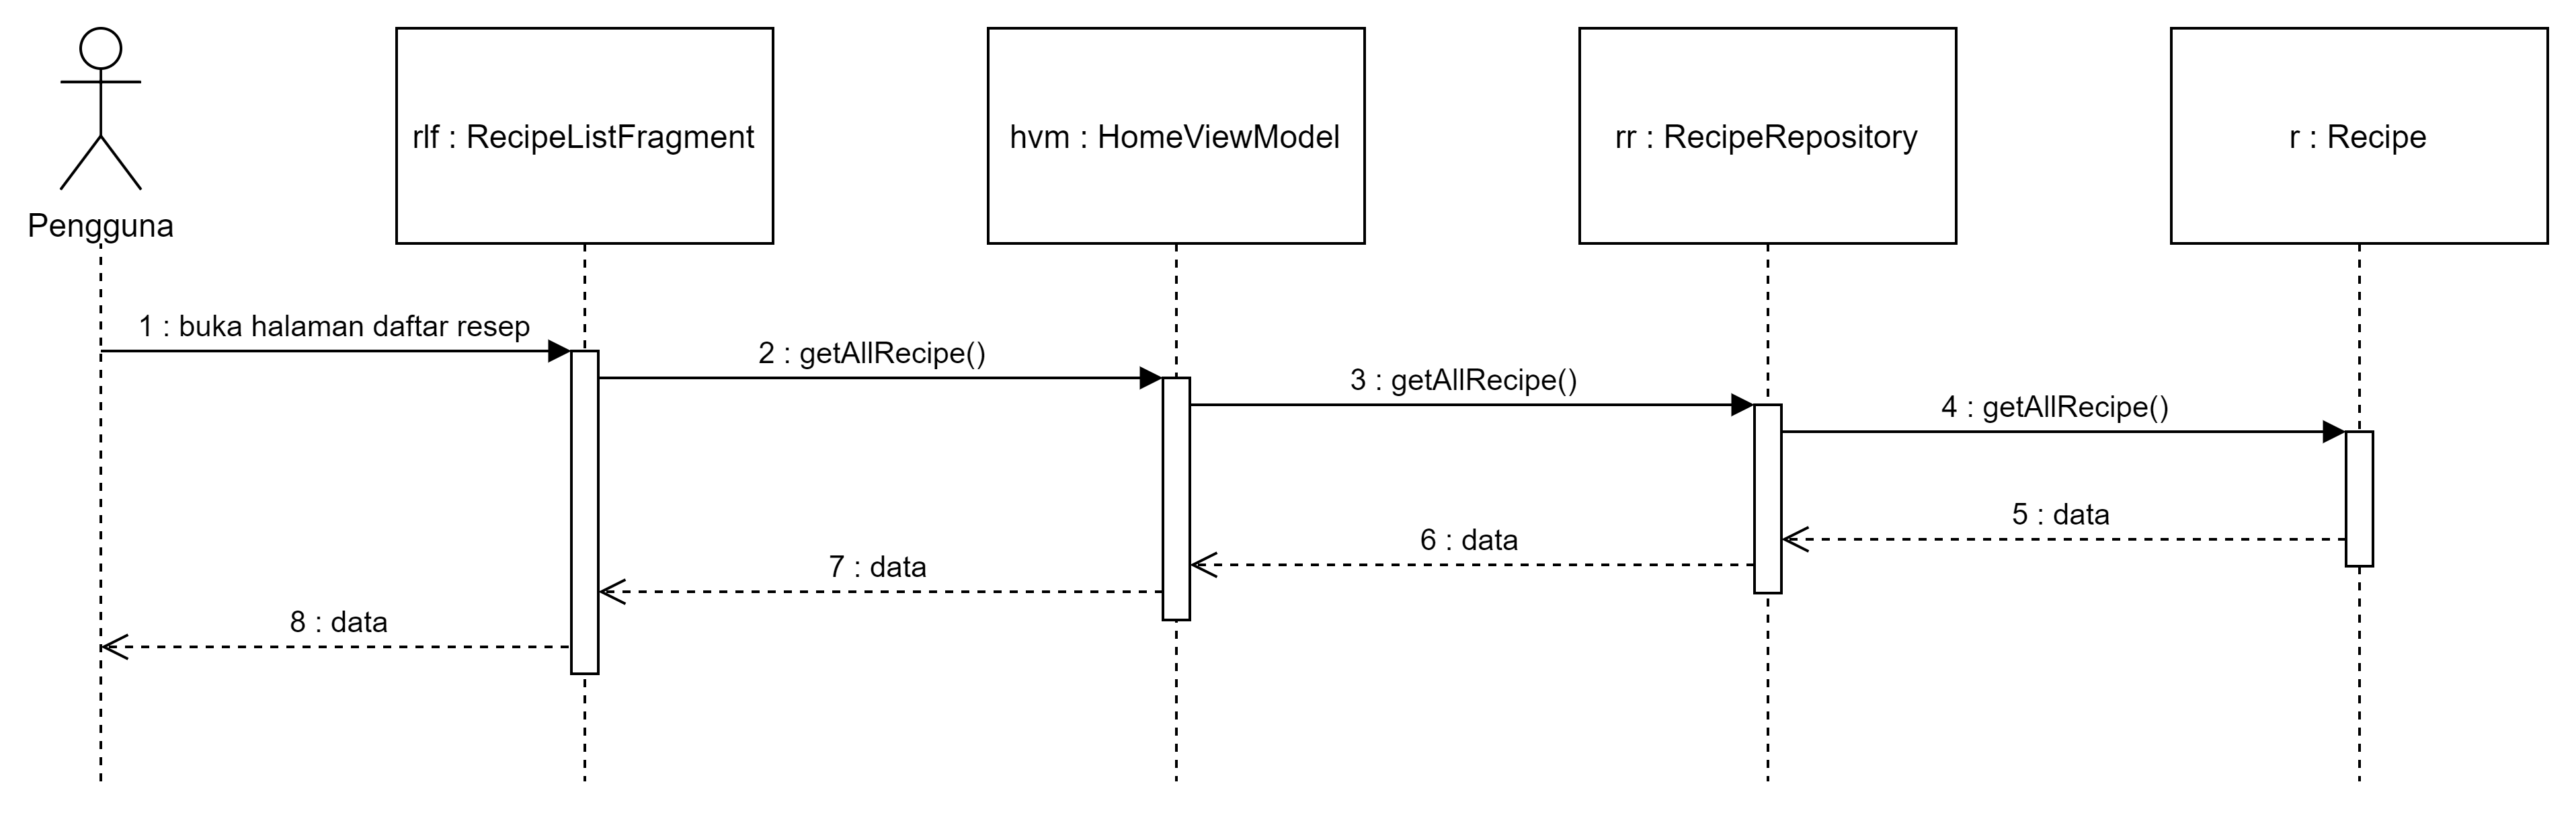 Pengguna
rlf : RecipeListFragment
hvm : HomeViewModel
rr : RecipeRepository
r : Recipe
1 : buka halaman daftar resep
2 : getAllRecipe()
3 : getAllRecipe()
4 : getAllRecipe()
5 : data
6 : data
7 : data
8 : data